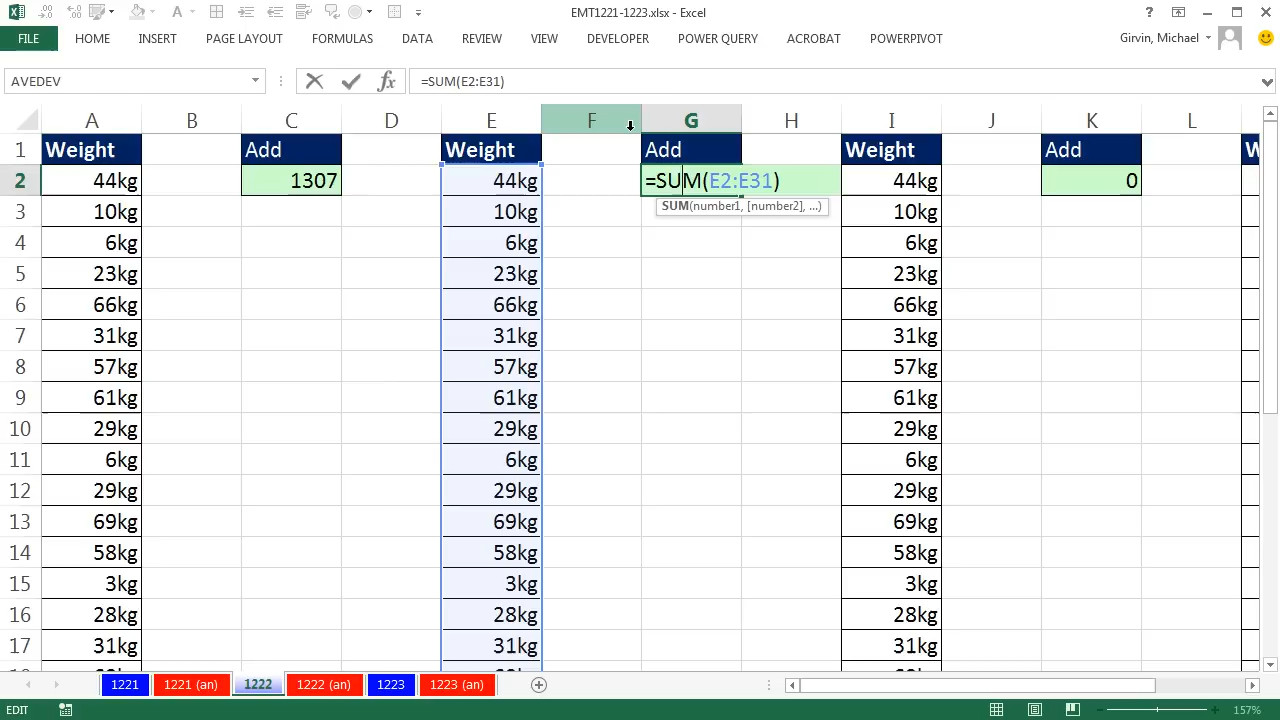 EMT1221-1223.xlsx - Excel
FILE HOME INSERT PAGE LAYOUT FORMULAS DATA REVIEW VIEW DEVELOPER POWER QUERY ACROBAT POWERPIVOT Girvin, Michael
AVEDEV fx =SUM(E2:E31)
A B C D E F G H I J K L
1 Weight Add Weight Add Weight Add W
2 44kg 1307 44kg =SUM(E2:E31) 44kg 0
SUM(number1, [number2], ...)
3 10kg 10kg 10kg
4 6kg 6kg 6kg
5 23kg 23kg 23kg
6 66kg 66kg 66kg
7 31kg 31kg 31kg
8 57kg 57kg 57kg
9 61kg 61kg 61kg
10 29kg 29kg 29kg
11 6kg 6kg 6kg
12 29kg 29kg 29kg
13 69kg 69kg 69kg
14 58kg 58kg 58kg
15 3kg 3kg 3kg
16 28kg 28kg 28kg
17 31kg 31kg 31kg
1221 1221 (an) 1222 1222 (an) 1223 1223 (an)
EDIT 157%